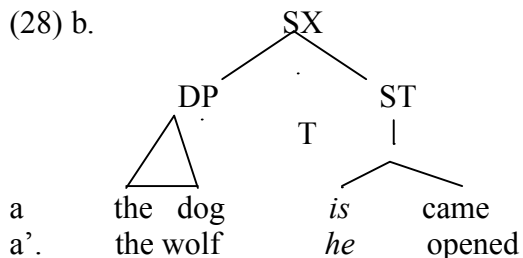 (28) b. SX
DP ST
T
a the dog is came
a’. the wolf he opened